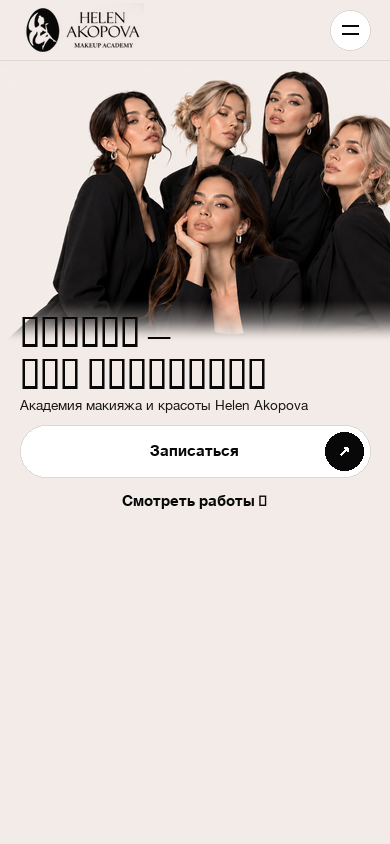 HELEN
AKOPOVA
MAKEUP ACADEMY
Академия макияжа и красоты Helen Akopova
Записаться
Смотреть работы